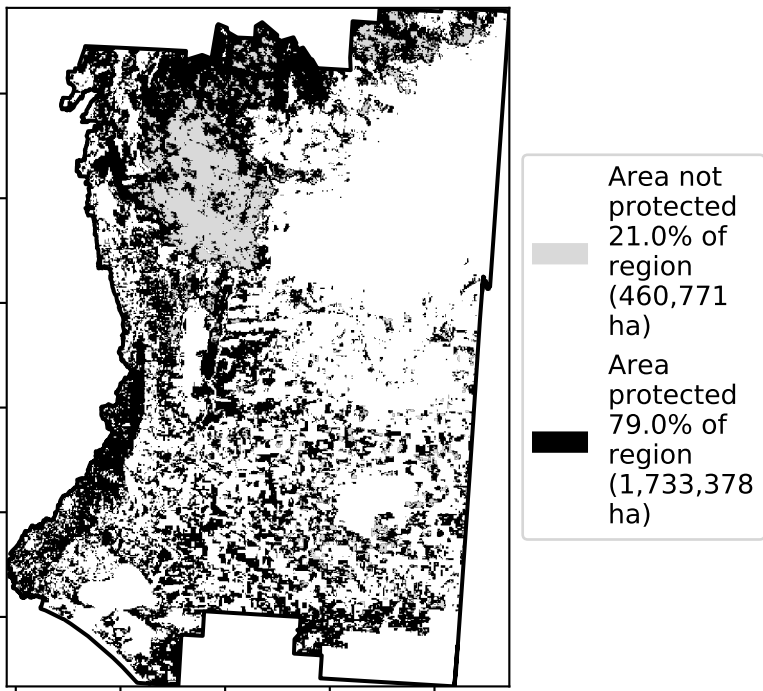 Area not
protected
21.0% of
region
(460,771
ha)
Area
protected
79.0% of
region
(1,733,378
ha)